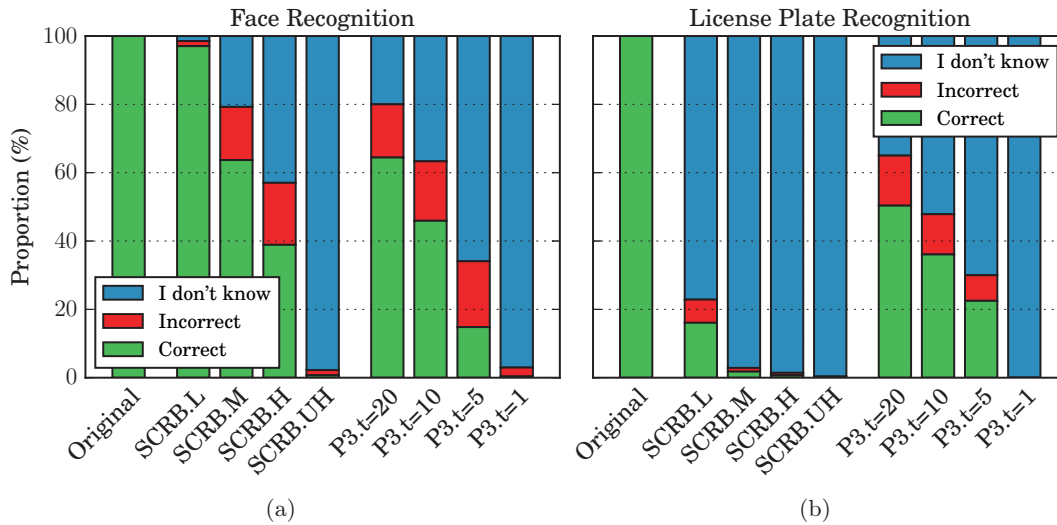 Face Recognition
License Plate Recognition
Proportion (%)
100
80
60
40
20
0
I don't know
Incorrect
Correct
I don't know
Incorrect
Correct
Original
SCRB.L
SCRB.M
SCRB.H
SCRB.UH
P3.t=20
P3.t=10
P3.t=5
P3.t=1
Original
SCRB.L
SCRB.M
SCRB.H
SCRB.UH
P3.t=20
P3.t=10
P3.t=5
P3.t=1
(a)
(b)